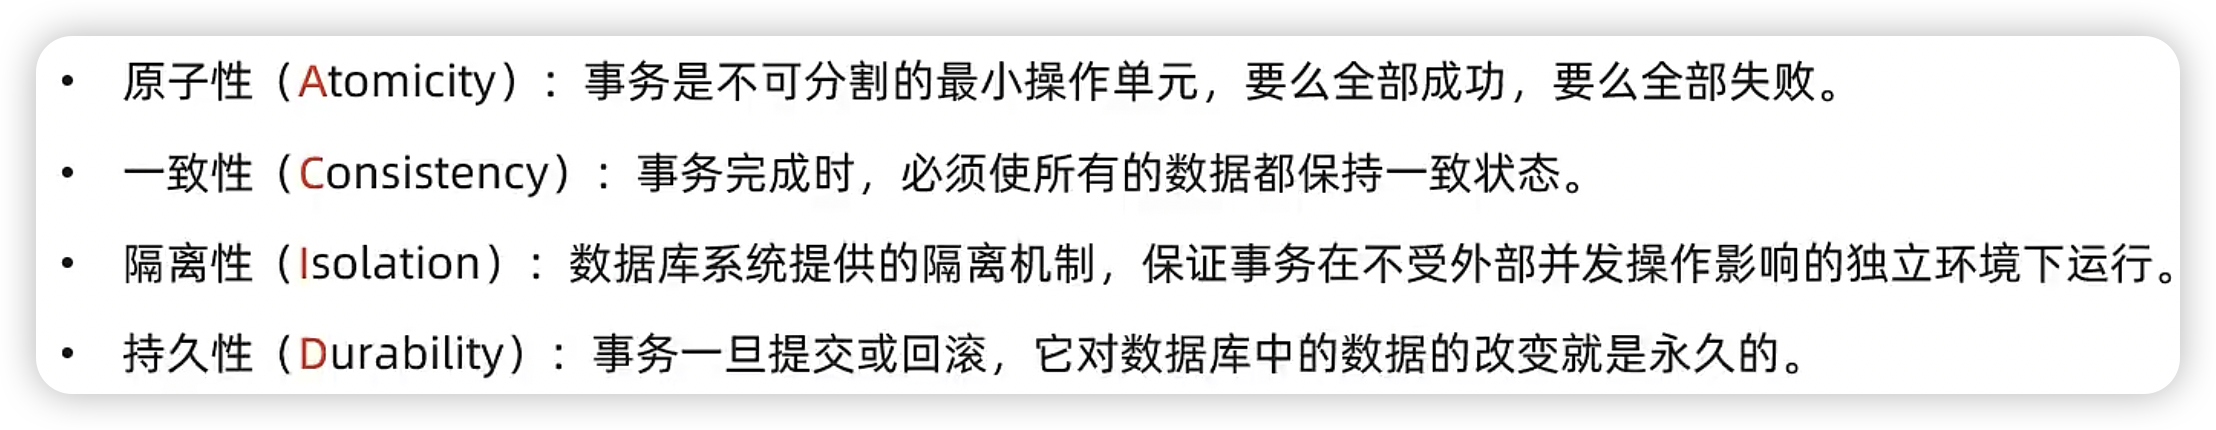 • 原子性（Atomicity）：事务是不可分割的最小操作单元，要么全部成功，要么全部失败。
• 一致性（Consistency）：事务完成时，必须使所有的数据都保持一致状态。
• 隔离性（Isolation）：数据库系统提供的隔离机制，保证事务在不受外部并发操作影响的独立环境下运行。
• 持久性（Durability）：事务一旦提交或回滚，它对数据库中的数据的改变就是永久的。